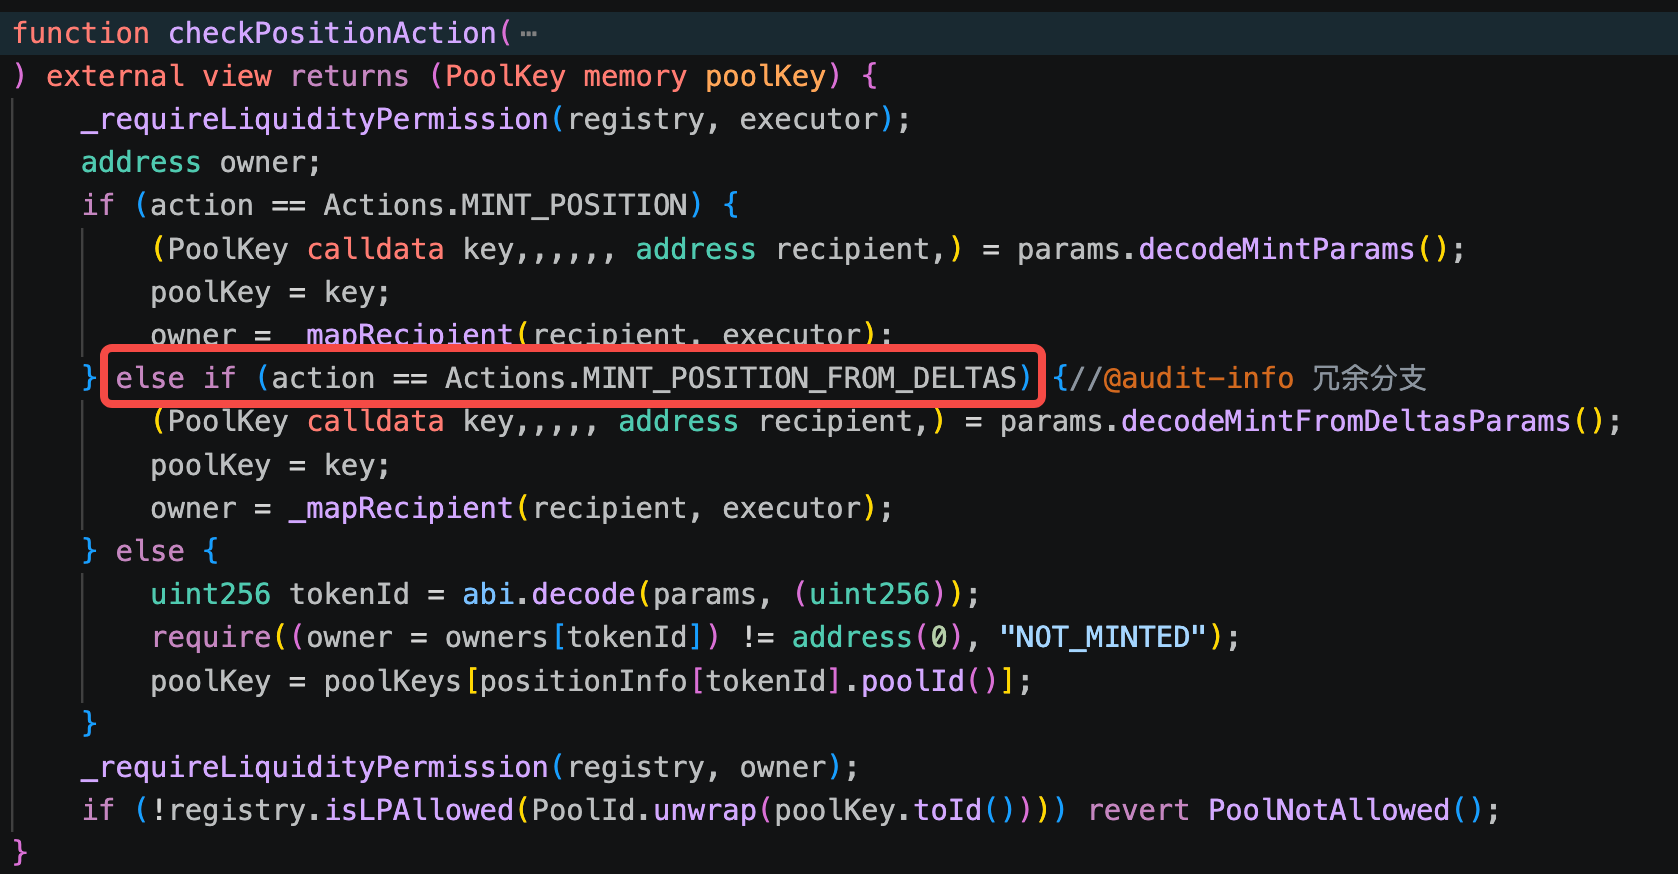 function checkPositionAction( ⋯
) external view returns (PoolKey memory poolKey) {
_requireLiquidityPermission(registry, executor);
address owner;
if (action == Actions.MINT_POSITION) {
(PoolKey calldata key,,,,,, address recipient,) = params.decodeMintParams();
poolKey = key;
owner = _mapRecipient(recipient, executor);
} else if (action == Actions.MINT_POSITION_FROM_DELTAS) {//@audit-info 冗余分支
(PoolKey calldata key,,,,, address recipient,) = params.decodeMintFromDeltasParams();
poolKey = key;
owner = _mapRecipient(recipient, executor);
} else {
uint256 tokenId = abi.decode(params, (uint256));
require((owner = owners[tokenId]) != address(0), "NOT_MINTED");
poolKey = poolKeys[positionInfo[tokenId].poolId()];
}
_requireLiquidityPermission(registry, owner);
if (!registry.isLPAllowed(PoolId.unwrap(poolKey.toId()))) revert PoolNotAllowed();
}